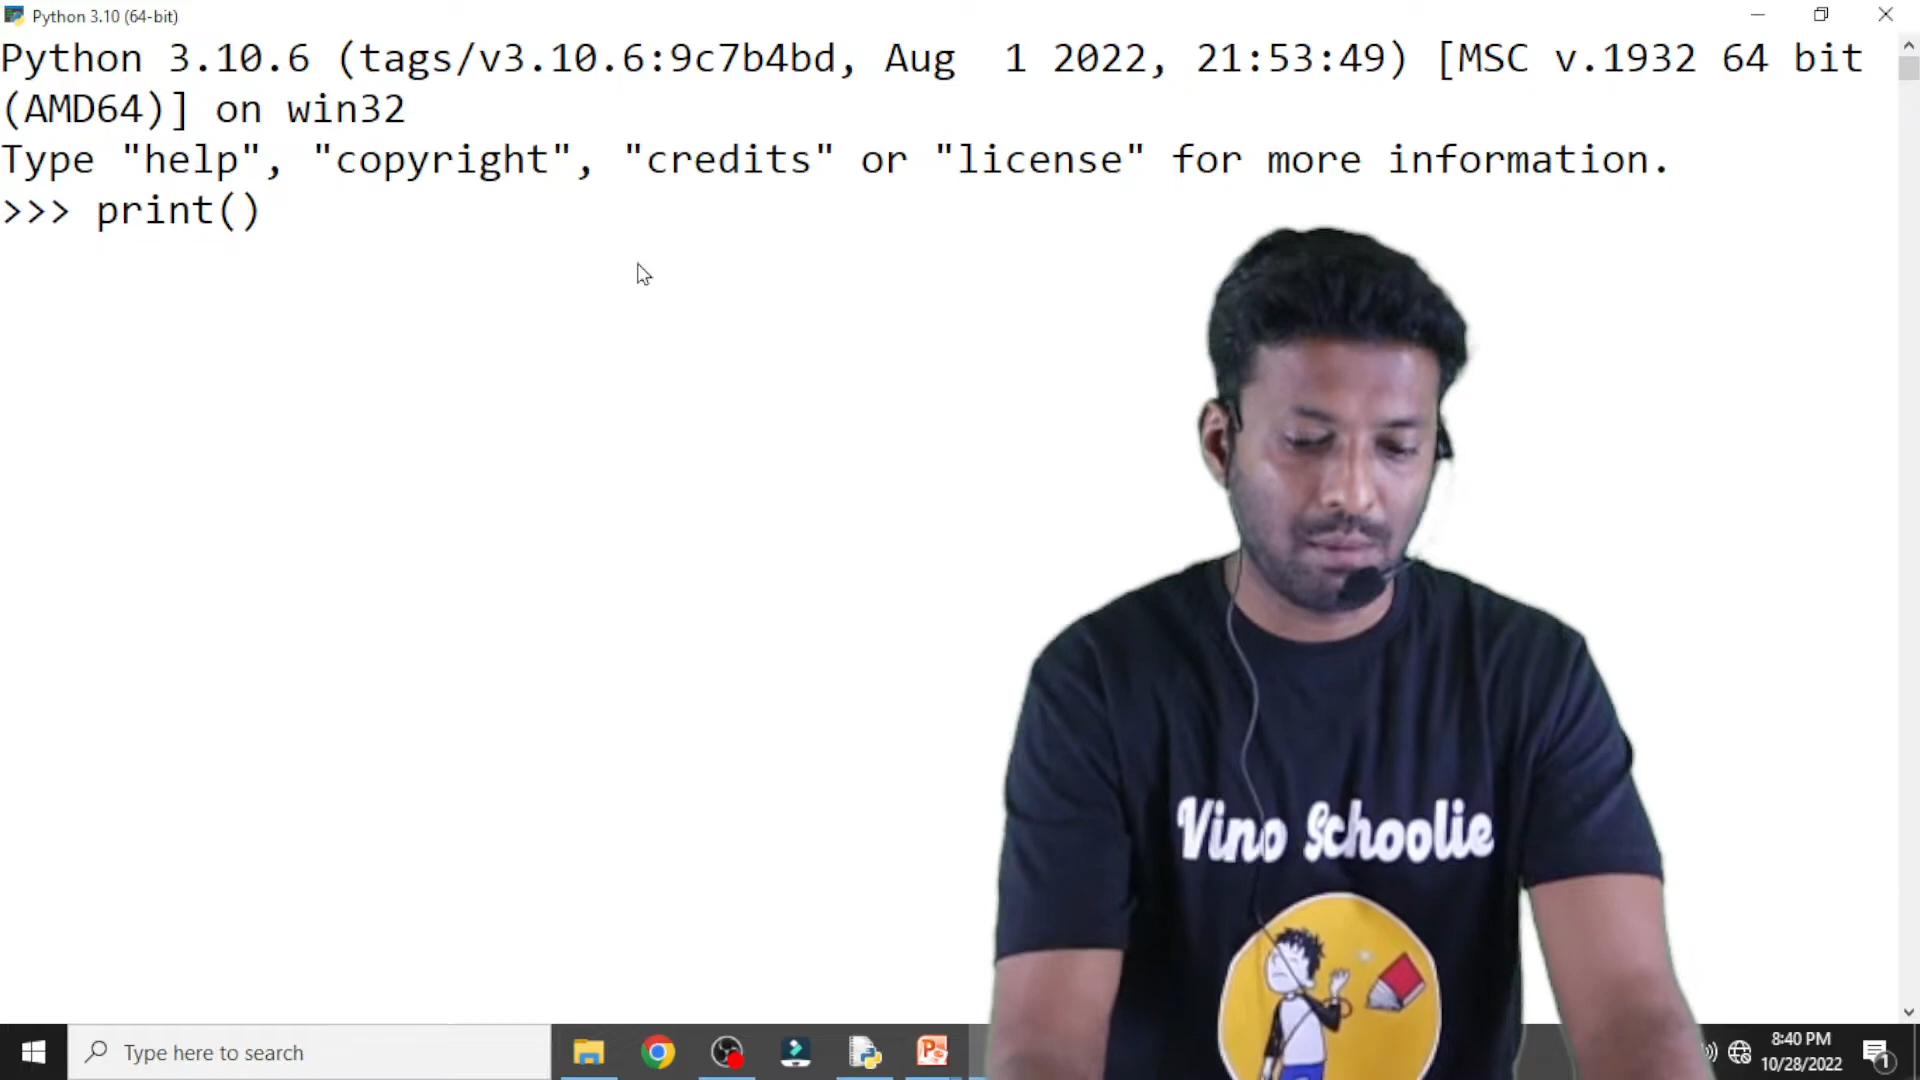 Python 3.10 (64-bit)
Python 3.10.6 (tags/v3.10.6:9c7b4bd, Aug  1 2022, 21:53:49) [MSC v.1932 64 bit
(AMD64)] on win32
Type "help", "copyright", "credits" or "license" for more information.
>>> print()
Vino Schoolie
Type here to search
8:40 PM
10/28/2022
1